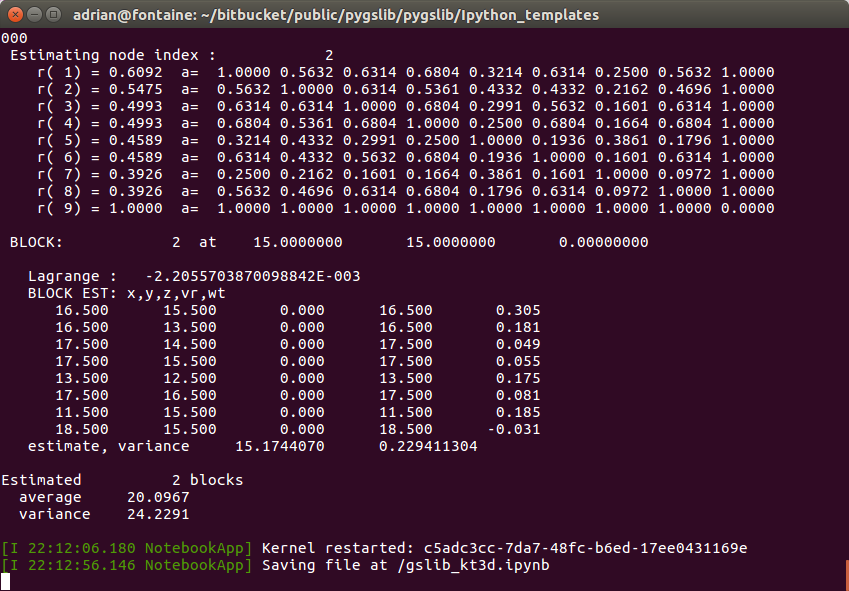 adrian@fontaine: ~/bitbucket/public/pygslib/pygslib/Ipython_templates
000
Estimating node index : 2
r( 1) = 0.6092 a= 1.0000 0.5632 0.6314 0.6804 0.3214 0.6314 0.2500 0.5632 1.0000
r( 2) = 0.5475 a= 0.5632 1.0000 0.6314 0.5361 0.4332 0.4332 0.2162 0.4696 1.0000
r( 3) = 0.4993 a= 0.6314 0.6314 1.0000 0.6804 0.2991 0.5632 0.1601 0.6314 1.0000
r( 4) = 0.4993 a= 0.6804 0.5361 0.6804 1.0000 0.2500 0.6804 0.1664 0.6804 1.0000
r( 5) = 0.4589 a= 0.3214 0.4332 0.2991 0.2500 1.0000 0.1936 0.3861 0.1796 1.0000
r( 6) = 0.4589 a= 0.6314 0.4332 0.5632 0.6804 0.1936 1.0000 0.1601 0.6314 1.0000
r( 7) = 0.3926 a= 0.2500 0.2162 0.1601 0.1664 0.3861 0.1601 1.0000 0.0972 1.0000
r( 8) = 0.3926 a= 0.5632 0.4696 0.6314 0.6804 0.1796 0.6314 0.0972 1.0000 1.0000
r( 9) = 1.0000 a= 1.0000 1.0000 1.0000 1.0000 1.0000 1.0000 1.0000 1.0000 0.0000
BLOCK: 2 at 15.0000000 15.0000000 0.00000000
Lagrange : -2.2055703870098842E-003
BLOCK EST: x,y,z,vr,wt
16.500 15.500 0.000 16.500 0.305
16.500 13.500 0.000 16.500 0.181
17.500 14.500 0.000 17.500 0.049
17.500 15.500 0.000 17.500 0.055
13.500 12.500 0.000 13.500 0.175
17.500 16.500 0.000 17.500 0.081
11.500 15.500 0.000 11.500 0.185
18.500 15.500 0.000 18.500 -0.031
estimate, variance 15.1744070 0.229411304
Estimated 2 blocks
average 20.0967
variance 24.2291
[I 22:12:06.180 NotebookApp] Kernel restarted: c5adc3cc-7da7-48fc-b6ed-17ee0431169e
[I 22:12:56.146 NotebookApp] Saving file at /gslib_kt3d.ipynb